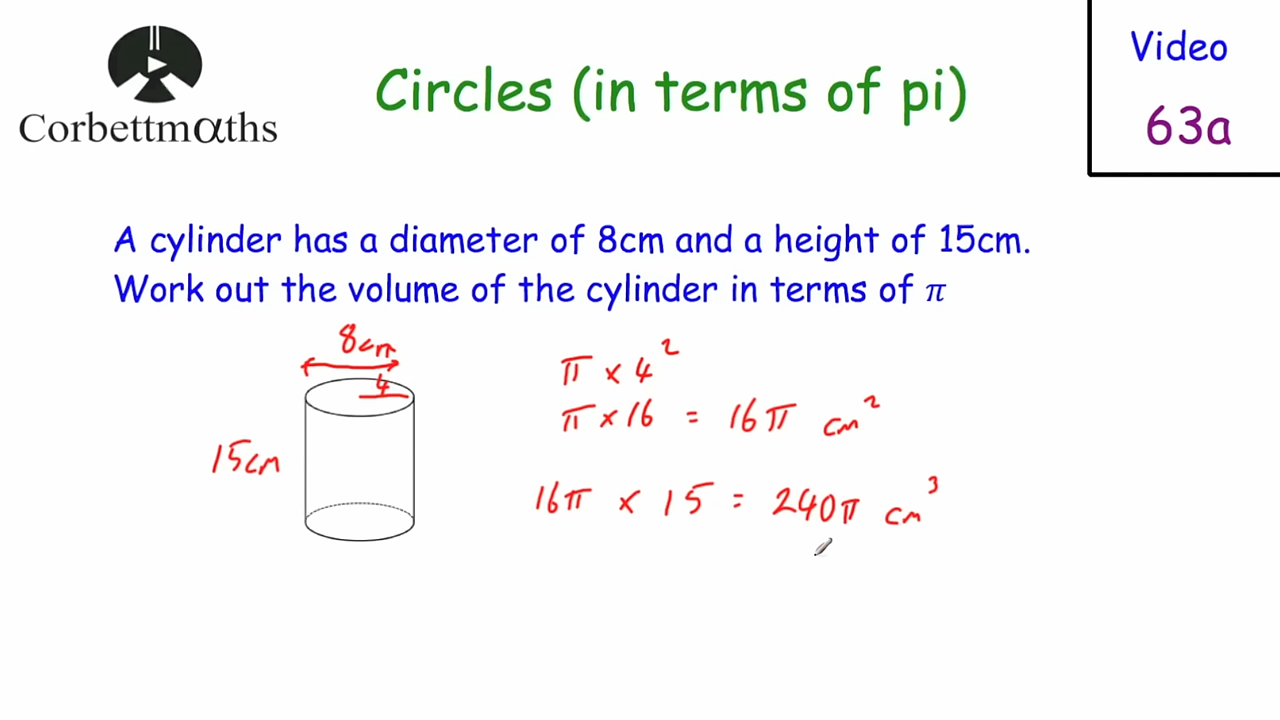 Corbettmαths
Circles (in terms of pi)
Video
63a
A cylinder has a diameter of 8cm and a height of 15cm.
Work out the volume of the cylinder in terms of π
8cm
4
15cm
π × 4²
π × 16 = 16π cm²
16π × 15 = 240π cm³